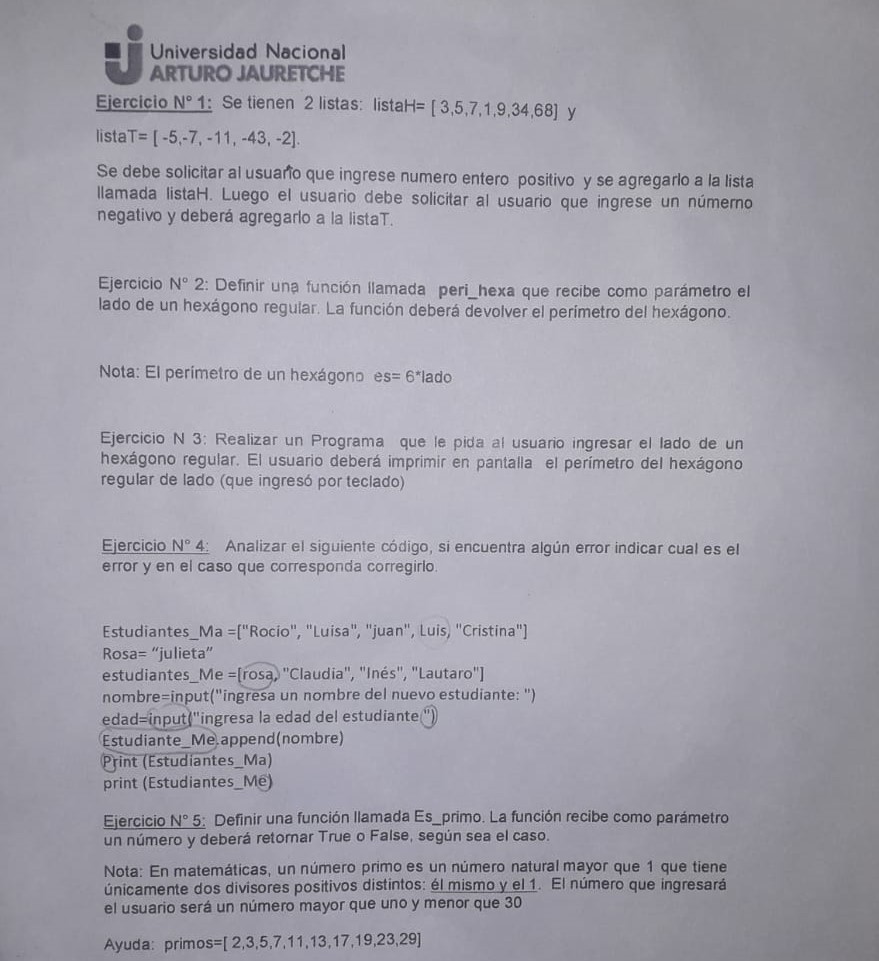 Universidad Nacional
ARTURO JAURETCHE
Ejercicio N° 1: Se tienen 2 listas: listaH= [ 3,5,7,1,9,34,68] y
listaT= [ -5,-7, -11, -43, -2].
Se debe solicitar al usuario que ingrese numero entero positivo y se agregarlo a la lista
llamada listaH. Luego el usuario debe solicitar al usuario que ingrese un númerno
negativo y deberá agregarlo a la listaT.
Ejercicio N° 2: Definir una función llamada peri_hexa que recibe como parámetro el
lado de un hexágono regular. La función deberá devolver el perímetro del hexágono.
Nota: El perímetro de un hexágono es= 6*lado
Ejercicio N 3: Realizar un Programa que le pida al usuario ingresar el lado de un
hexágono regular. El usuario deberá imprimir en pantalla el perímetro del hexágono
regular de lado (que ingresó por teclado)
Ejercicio N° 4: Analizar el siguiente código, si encuentra algún error indicar cual es el
error y en el caso que corresponda corregirlo.
Estudiantes_Ma =["Rocío", "Luisa", "juan", Luis, "Cristina"]
Rosa= “julieta”
estudiantes_Me =[rosa, "Claudia", "Inés", "Lautaro"]
nombre=input("ingresa un nombre del nuevo estudiante: ")
edad=input("ingresa la edad del estudiante ")
Estudiante_Me.append(nombre)
Print (Estudiantes_Ma)
print (Estudiantes_Me)
Ejercicio N° 5: Definir una función llamada Es_primo. La función recibe como parámetro
un número y deberá retornar True o False, según sea el caso.
Nota: En matemáticas, un número primo es un número natural mayor que 1 que tiene
únicamente dos divisores positivos distintos: él mismo y el 1. El número que ingresará
el usuario será un número mayor que uno y menor que 30
Ayuda: primos=[ 2,3,5,7,11,13,17,19,23,29]